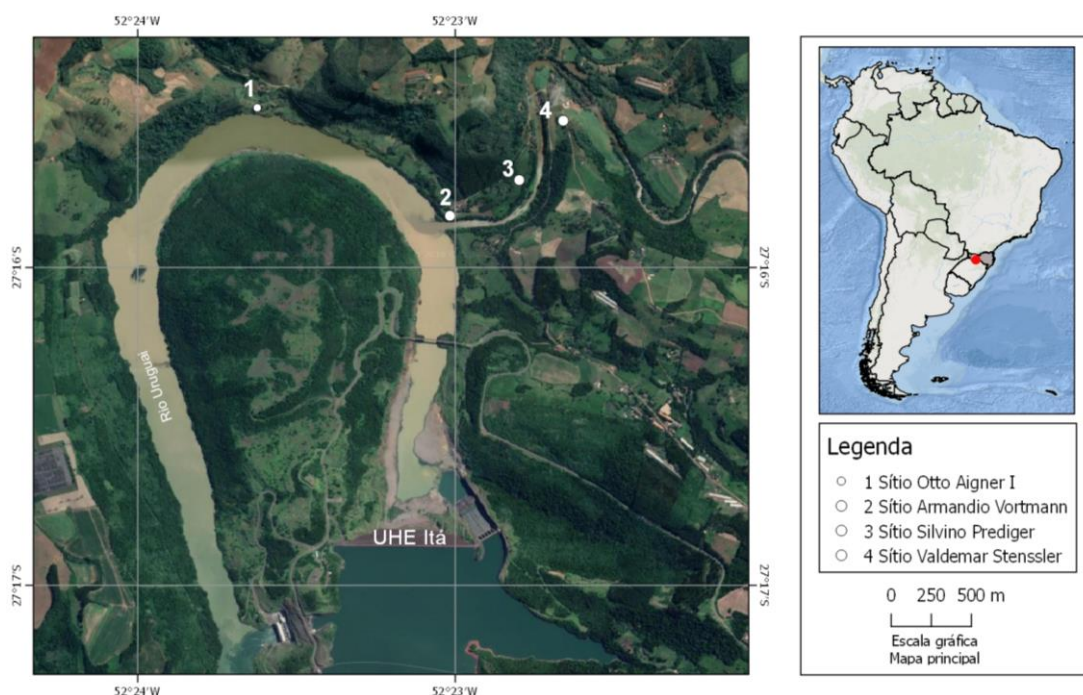 52°24'W
52°23'W
1
4
3
2
27°16'S
27°16'S
Rio Uruguai
UHE Itá
27°17'S
27°17'S
52°24'W
52°23'W
Legenda
1 Sítio Otto Aigner I
2 Sítio Armandio Vortmann
3 Sítio Silvino Prediger
4 Sítio Valdemar Stenssler
0 250 500 m
Escala gráfica
Mapa principal